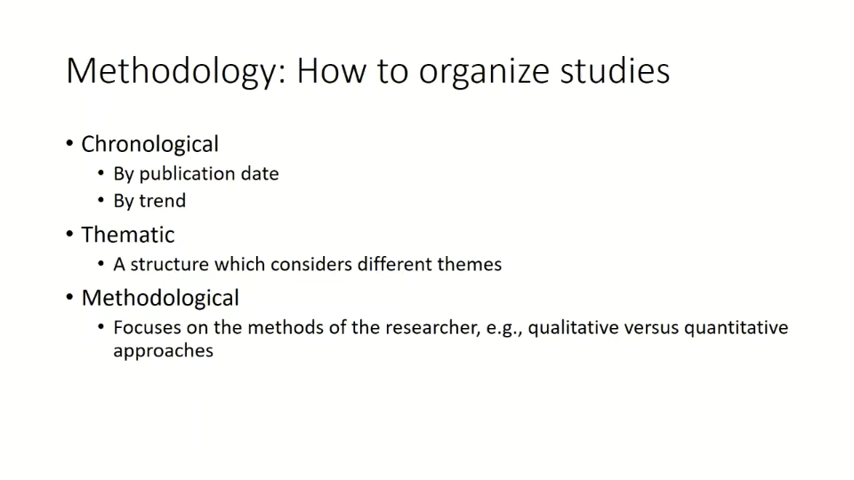 Methodology: How to organize studies
• Chronological
• By publication date
• By trend
• Thematic
• A structure which considers different themes
• Methodological
• Focuses on the methods of the researcher, e.g., qualitative versus quantitative
approaches